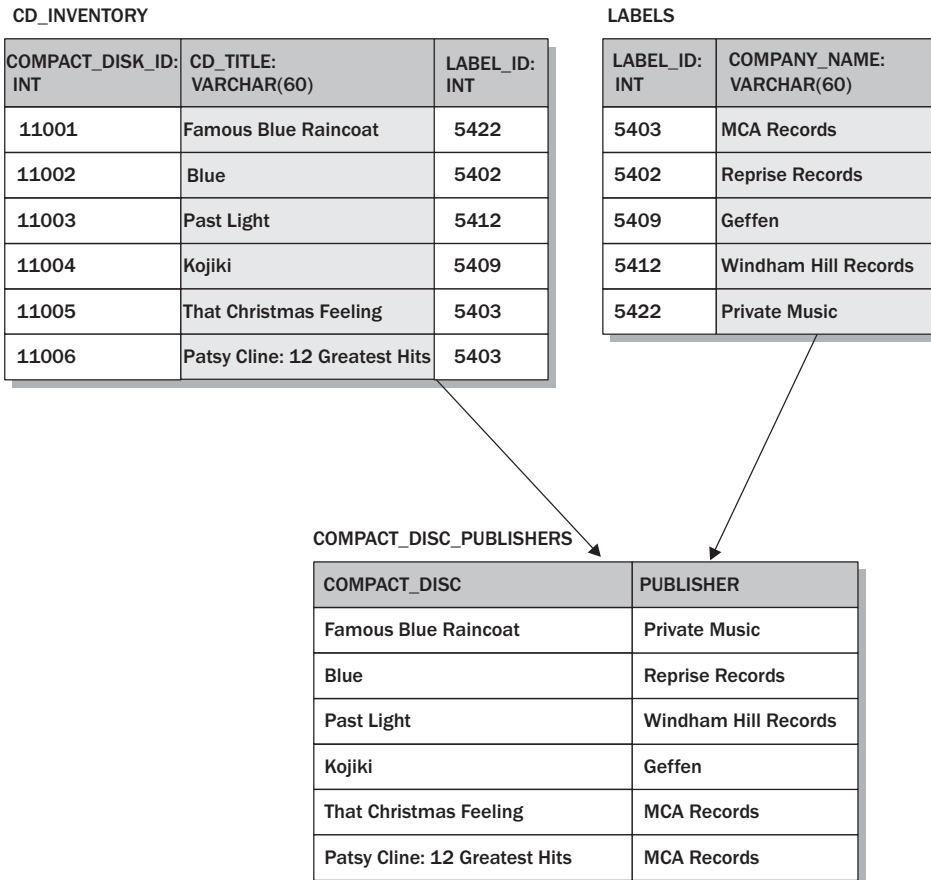 CD_INVENTORY
COMPACT_DISK_ID: INT CD_TITLE: VARCHAR(60) LABEL_ID: INT
11001 Famous Blue Raincoat 5422
11002 Blue 5402
11003 Past Light 5412
11004 Kojiki 5409
11005 That Christmas Feeling 5403
11006 Patsy Cline: 12 Greatest Hits 5403
LABELS
LABEL_ID: INT COMPANY_NAME: VARCHAR(60)
5403 MCA Records
5402 Reprise Records
5409 Geffen
5412 Windham Hill Records
5422 Private Music
COMPACT_DISC_PUBLISHERS
COMPACT_DISC PUBLISHER
Famous Blue Raincoat Private Music
Blue Reprise Records
Past Light Windham Hill Records
Kojiki Geffen
That Christmas Feeling MCA Records
Patsy Cline: 12 Greatest Hits MCA Records